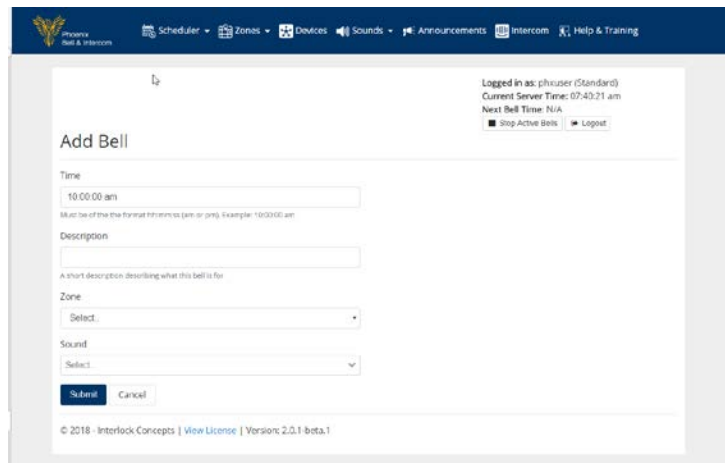 Phoenix
Bell & Intercom
Scheduler
Zones
Devices
Sounds
Announcements
Intercom
Help & Training
Logged in as: phxuser (Standard)
Current Server Time: 07:40:21 am
Next Bell Time: N/A
Stop Active Bells
Logout
Add Bell
Time
10:00:00 am
Must be of the the format hh:mm:ss (am or pm). Example: 10:00:00 am
Description
A short description describing what this bell is for
Zone
Select..
Sound
Select...
Submit
Cancel
© 2018 - Interlock Concepts | View License | Version: 2.0.1-beta.1